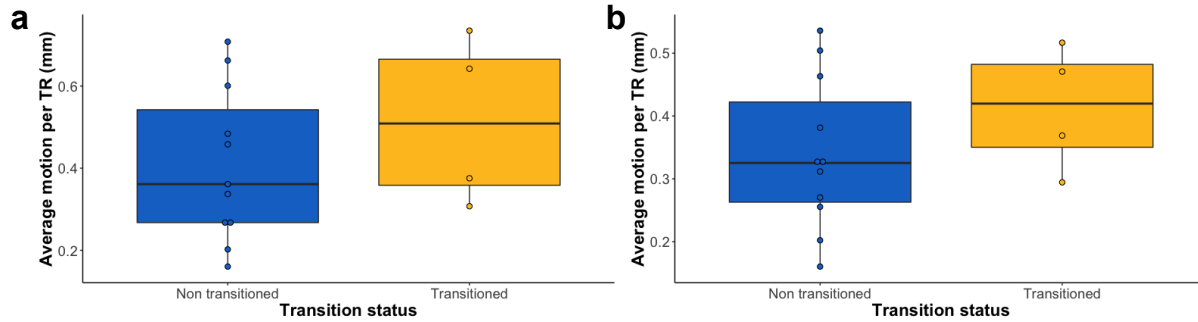 a
Average motion per TR (mm)
0.6
0.4
0.2
Non transitioned
Transitioned
Transition status
b
Average motion per TR (mm)
0.5
0.4
0.3
0.2
Non transitioned
Transitioned
Transition status